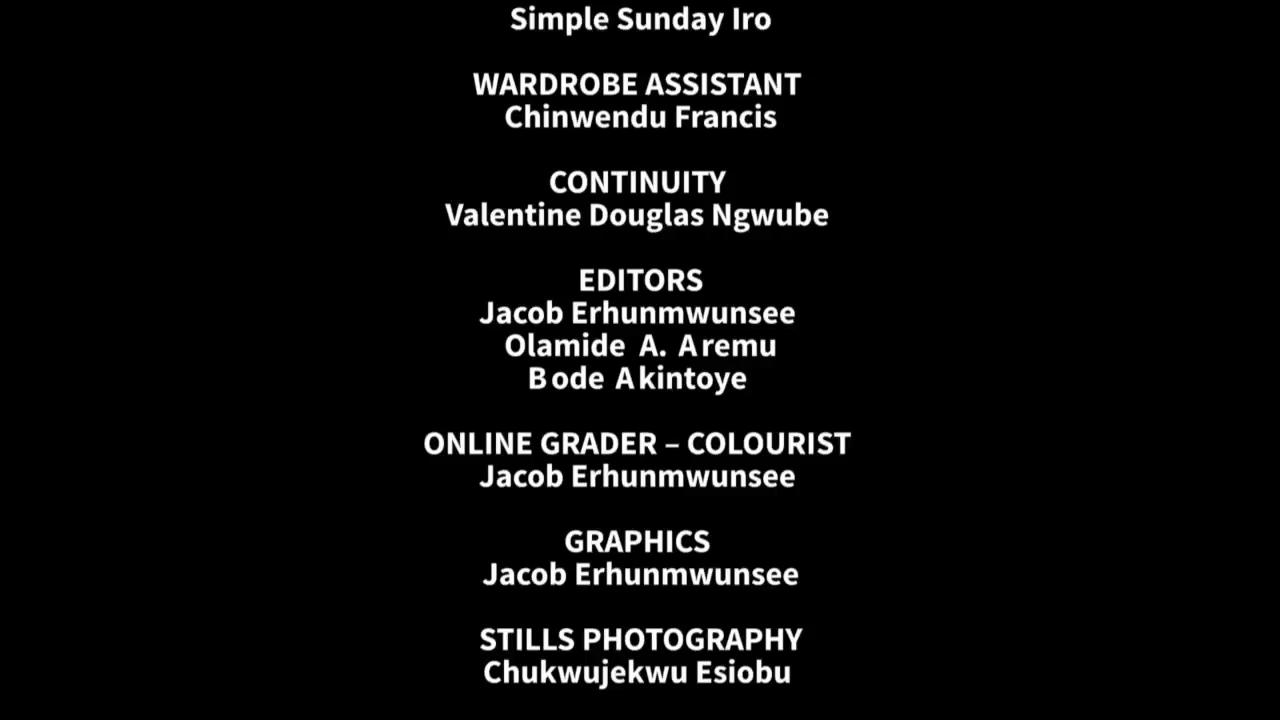 Simple Sunday Iro
WARDROBE ASSISTANT
Chinwendu Francis
CONTINUITY
Valentine Douglas Ngwube
EDITORS
Jacob Erhunmwunsee
Olamide A. Aremu
Bode Akintoye
ONLINE GRADER – COLOURIST
Jacob Erhunmwunsee
GRAPHICS
Jacob Erhunmwunsee
STILLS PHOTOGRAPHY
Chukwujekwu Esiobu